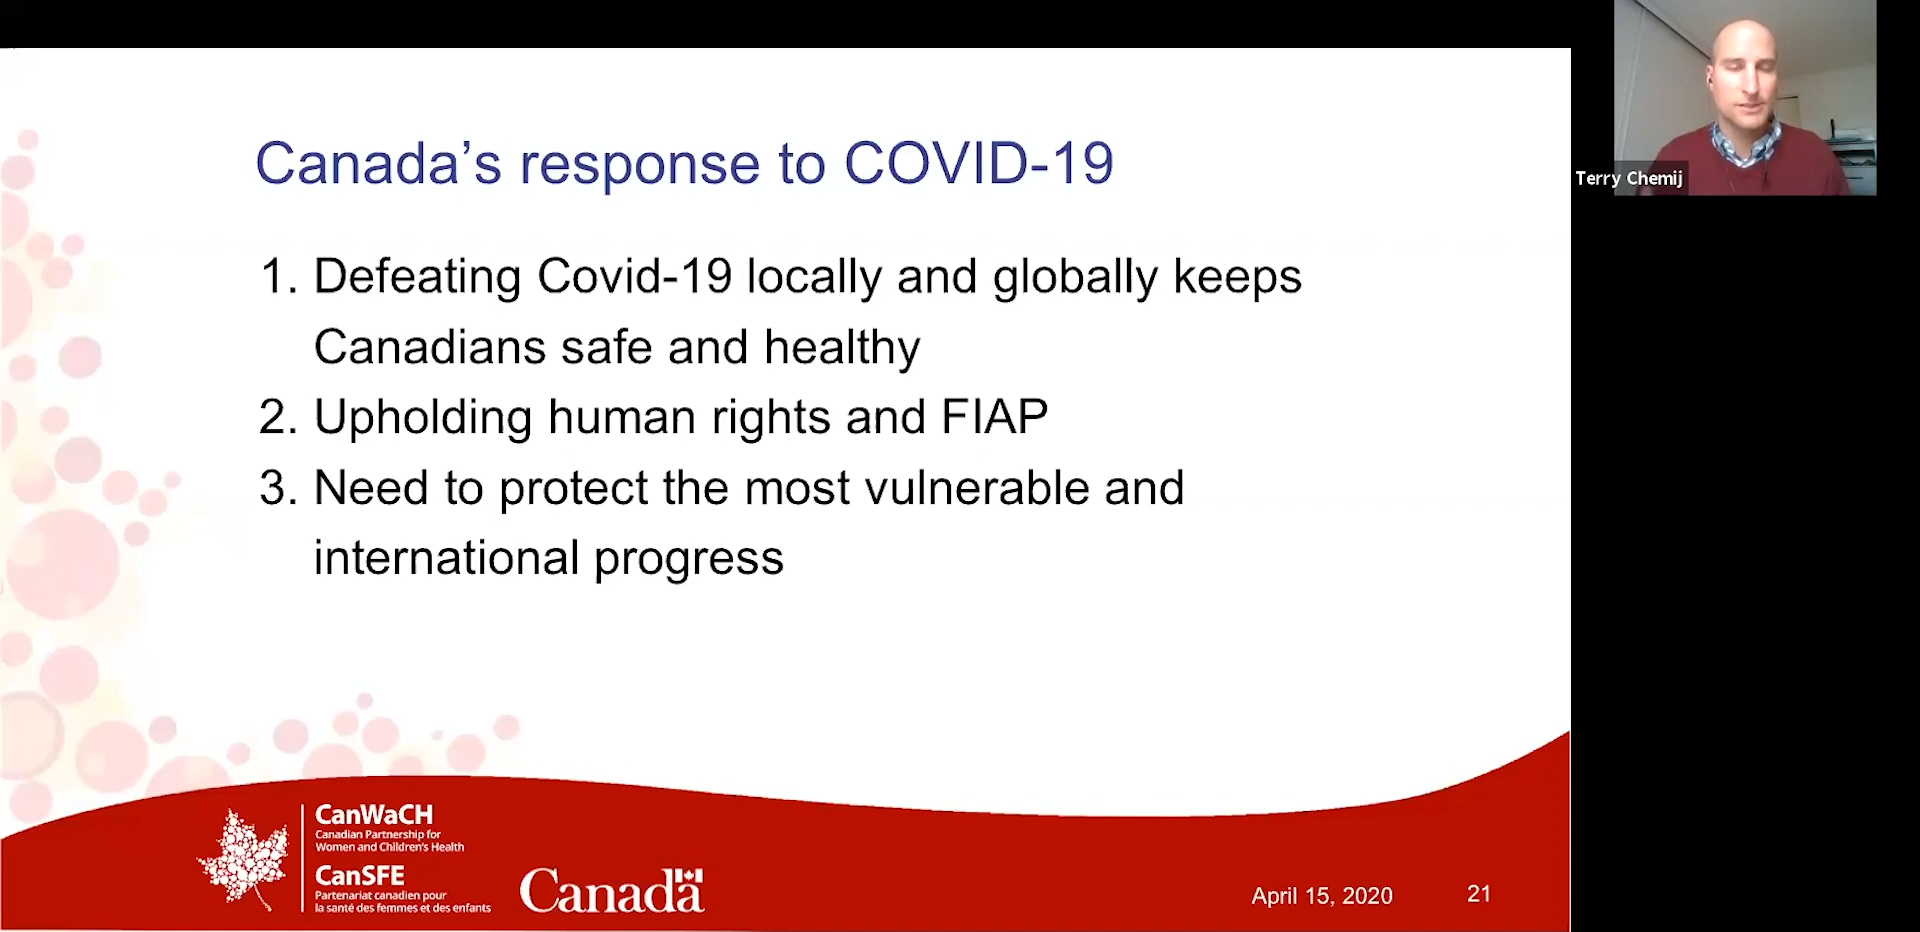 Canada's response to COVID-19
1. Defeating Covid-19 locally and globally keeps
Canadians safe and healthy
2. Upholding human rights and FIAP
3. Need to protect the most vulnerable and
international progress
CanWaCH
Canadian Partnership for
Women and Children's Health
CanSFE
Partenariat canadien pour
la santé des femmes et des enfants
Canada
April 15, 2020
21
Terry Chemij